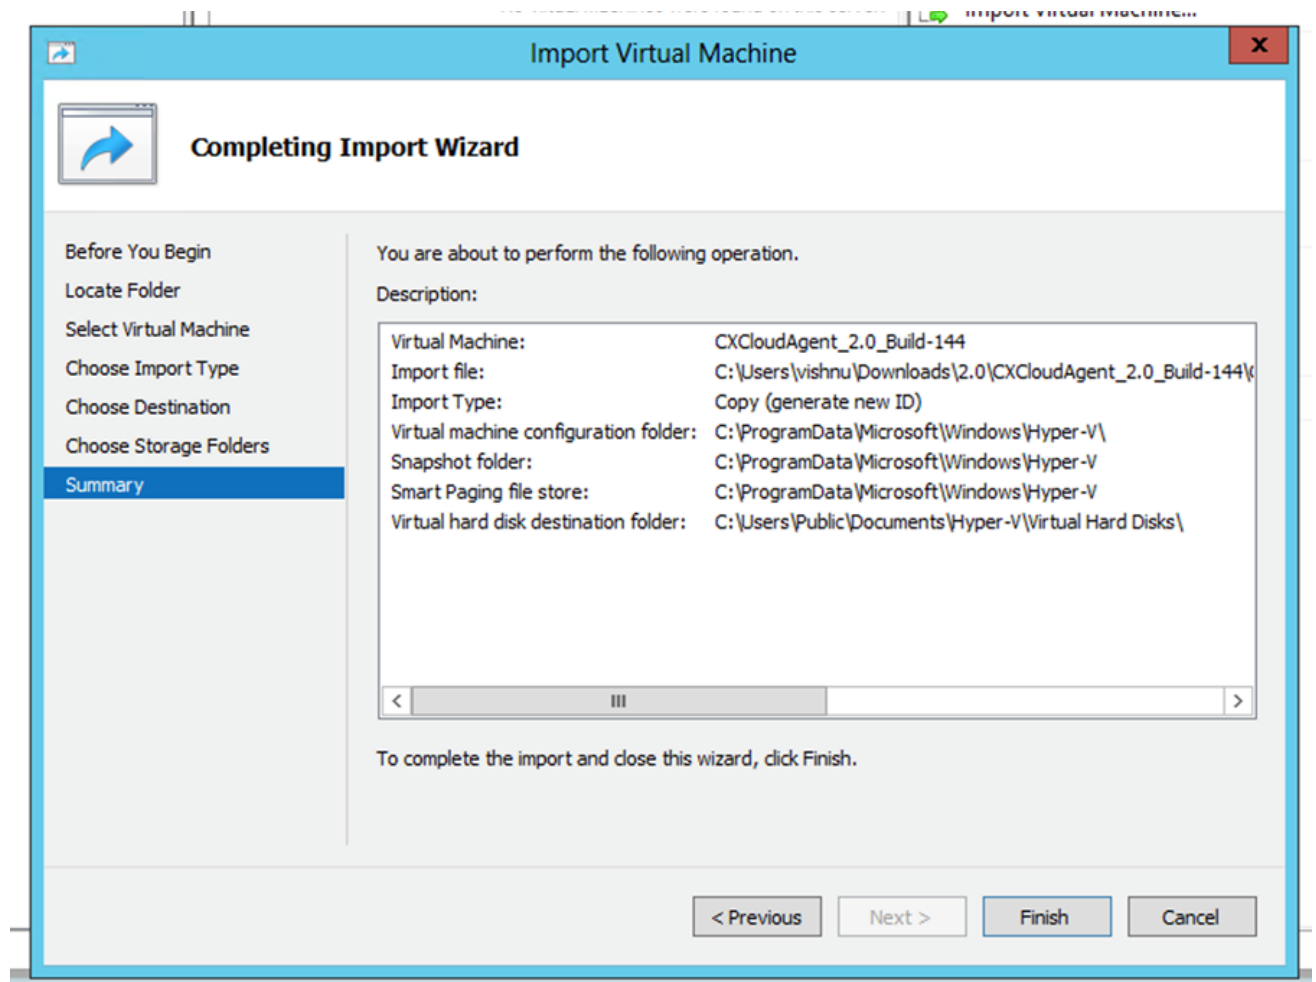 Import Virtual Machine...
Import Virtual Machine
x
Completing Import Wizard
Before You Begin
Locate Folder
Select Virtual Machine
Choose Import Type
Choose Destination
Choose Storage Folders
Summary
You are about to perform the following operation.
Description:
Virtual Machine: CXCloudAgent_2.0_Build-144
Import file: C:\Users\vishnu\Downloads\2.0\CXCloudAgent_2.0_Build-144\
Import Type: Copy (generate new ID)
Virtual machine configuration folder: C:\ProgramData\Microsoft\Windows\Hyper-V\
Snapshot folder: C:\ProgramData\Microsoft\Windows\Hyper-V
Smart Paging file store: C:\ProgramData\Microsoft\Windows\Hyper-V
Virtual hard disk destination folder: C:\Users\Public\Documents\Hyper-V\Virtual Hard Disks\
To complete the import and close this wizard, click Finish.
< Previous
Next >
Finish
Cancel